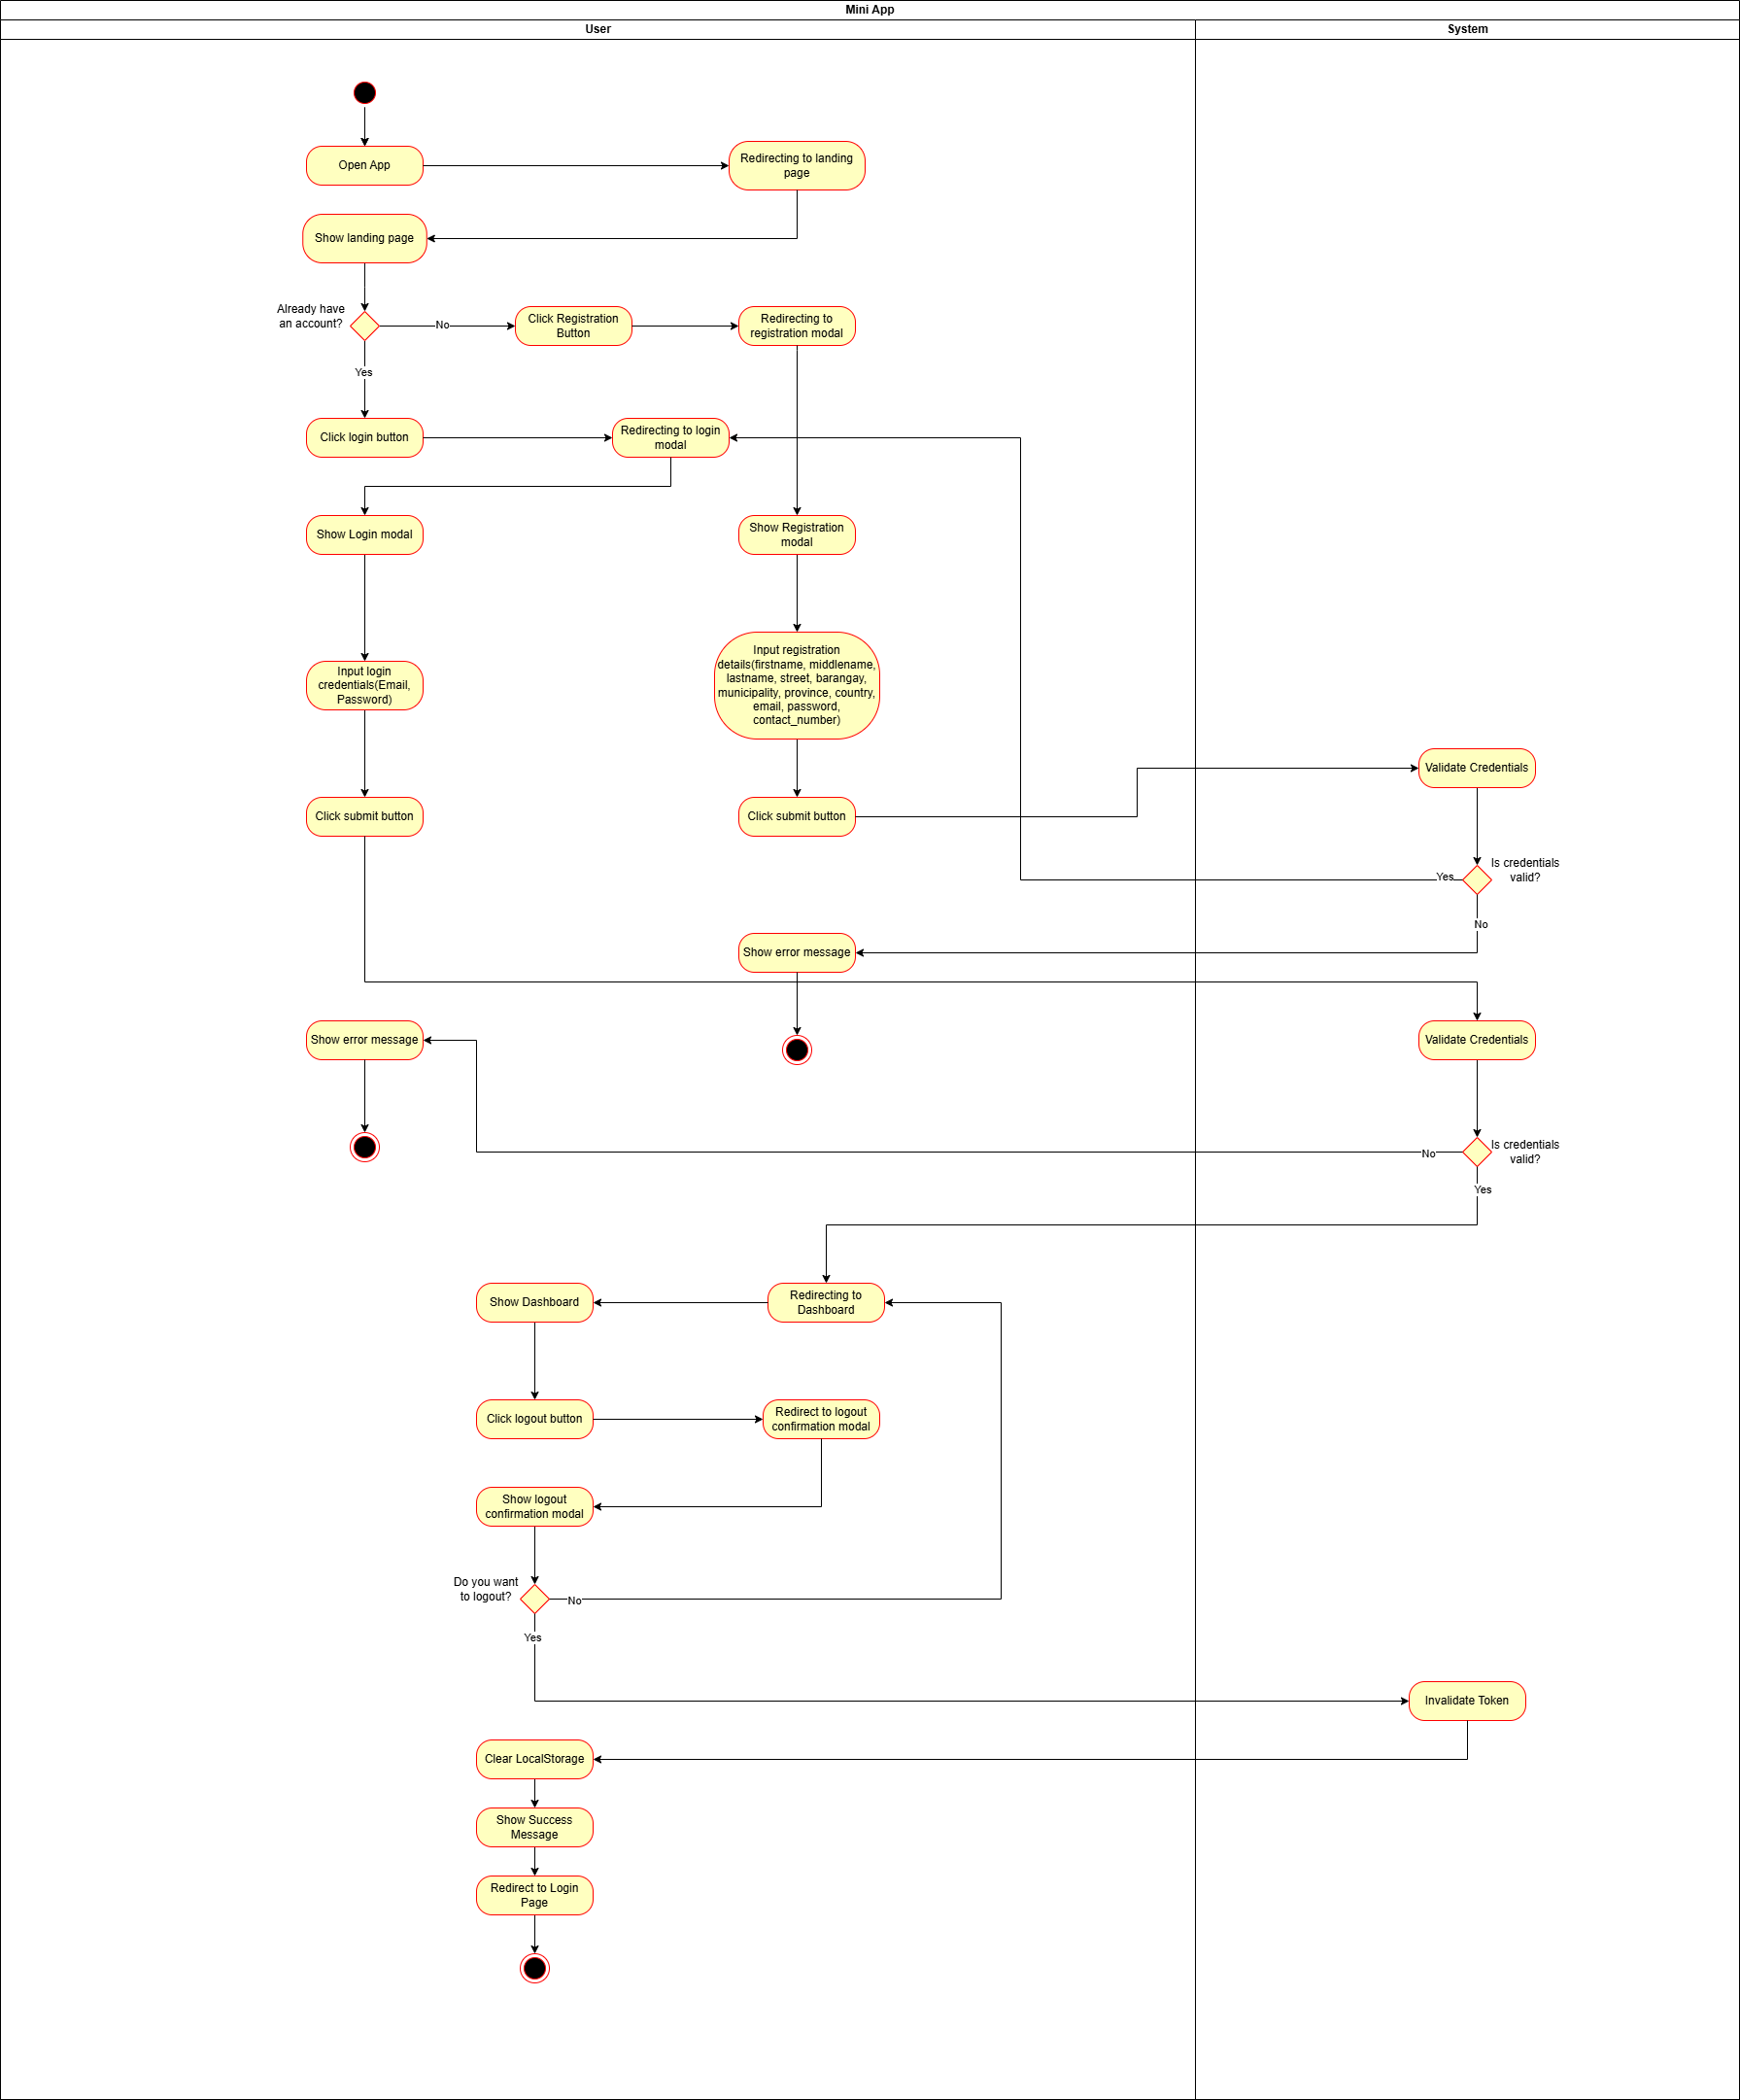 Mini App
User
System
Open App
Redirecting to landing
page
Show landing page
Already have
an account?
No
Click Registration
Button
Redirecting to
registration modal
Yes
Click login button
Redirecting to login
modal
Show Login modal
Show Registration
modal
Input login
credentials(Email,
Password)
Input registration
details(firstname, middlename,
lastname, street, barangay,
municipality, province, country,
email, password,
contact_number)
Validate Credentials
Click submit button
Click submit button
Is credentials
valid?
Yes
No
Show error message
Show error message
Validate Credentials
Is credentials
valid?
No
Yes
Show Dashboard
Redirecting to
Dashboard
Click logout button
Redirect to logout
confirmation modal
Show logout
confirmation modal
Do you want
to logout?
No
Yes
Invalidate Token
Clear LocalStorage
Show Success
Message
Redirect to Login
Page